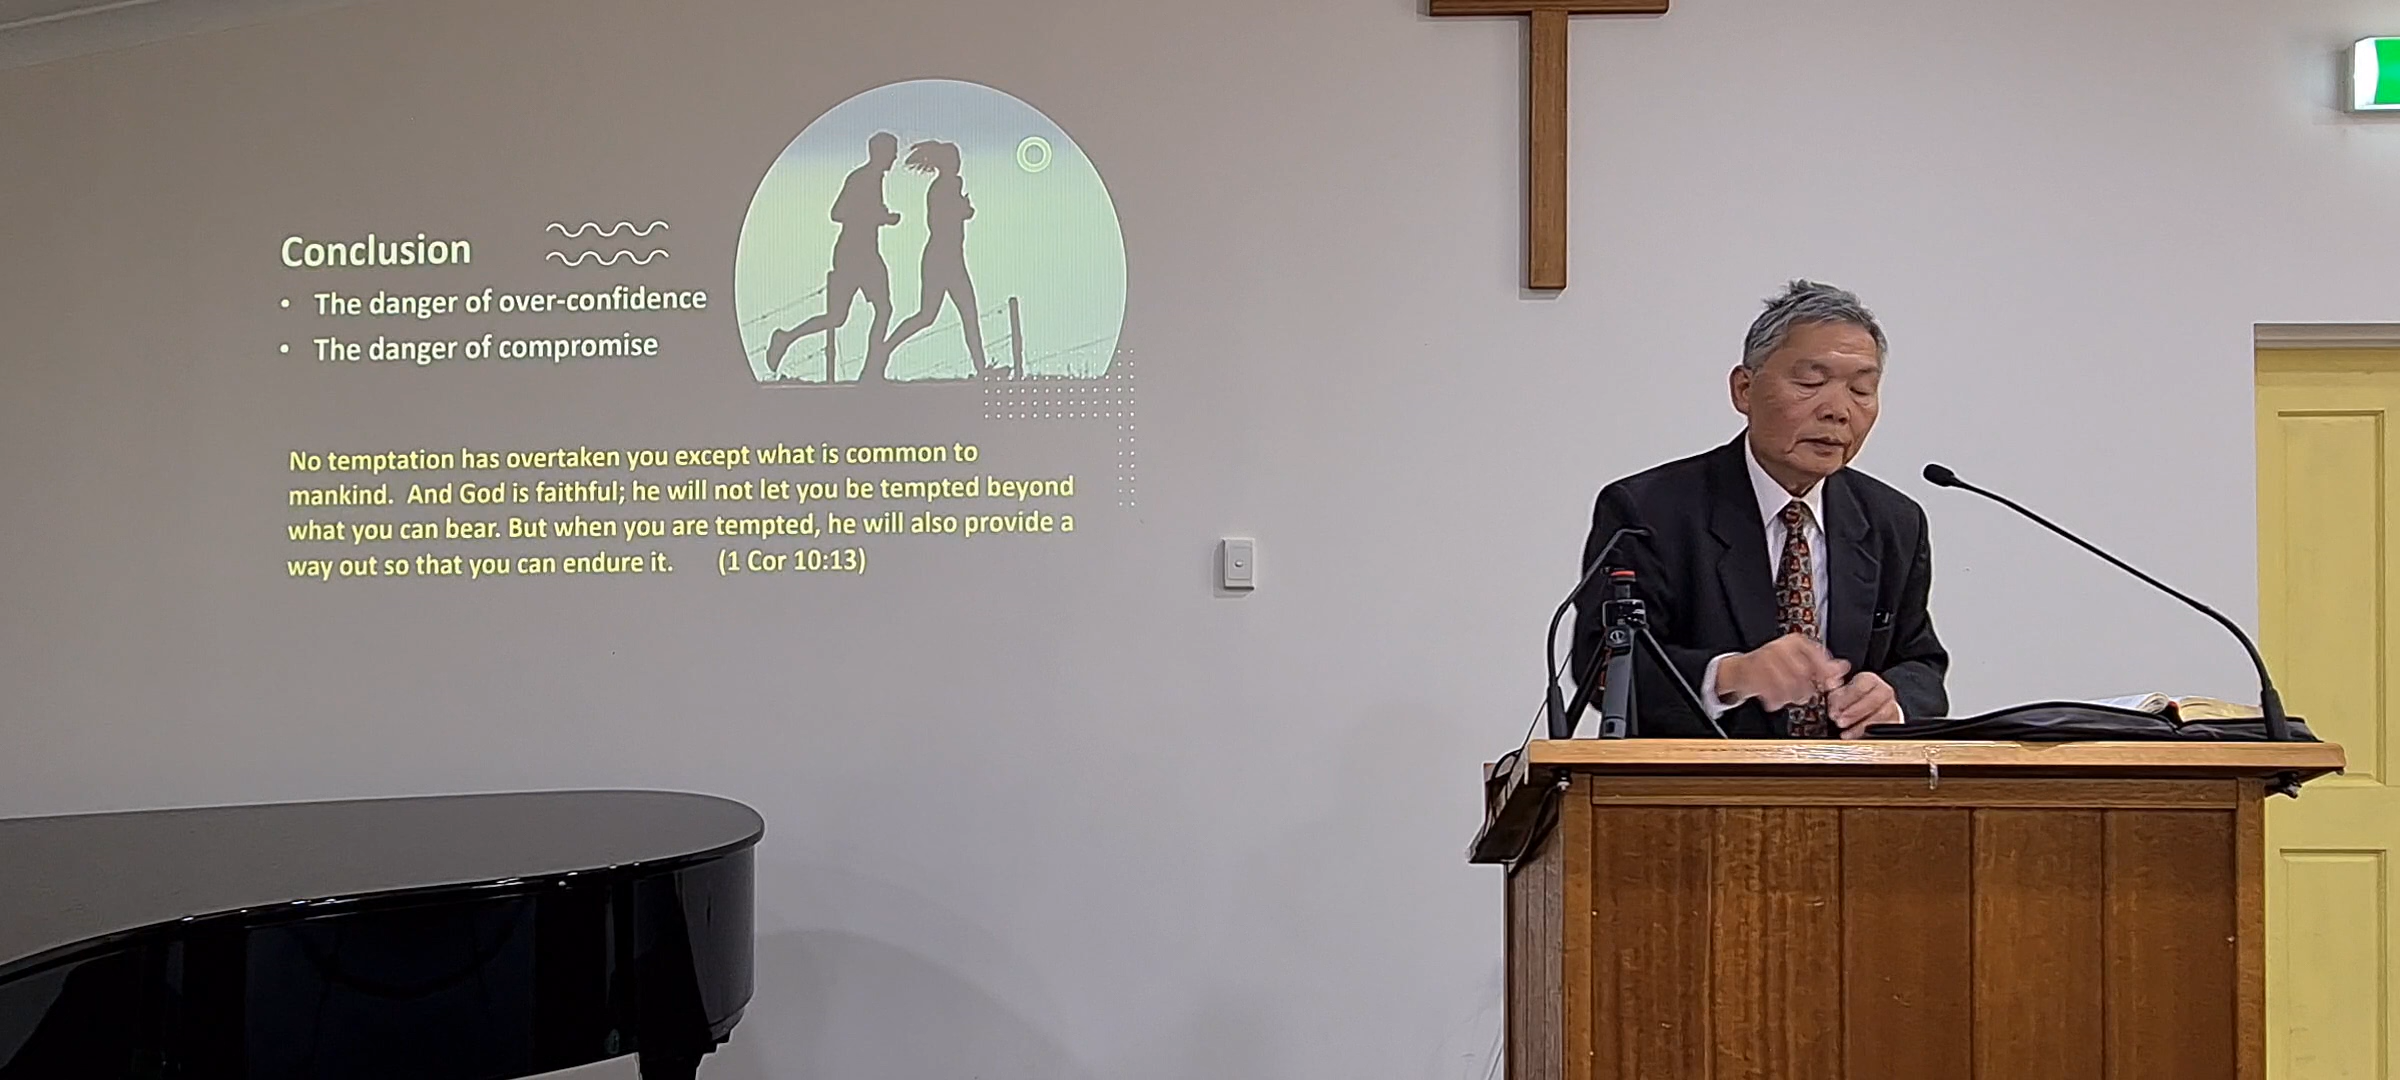 Conclusion
• The danger of over-confidence
• The danger of compromise
No temptation has overtaken you except what is common to
mankind.  And God is faithful; he will not let you be tempted beyond
what you can bear. But when you are tempted, he will also provide a
way out so that you can endure it.     (1 Cor 10:13)